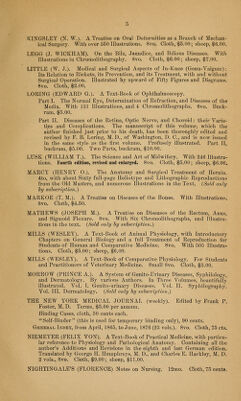 5
KINGSLEY (N. W.). A Treatise on Oral Deformities as a Branch of Mechan-
ical Surgery. With over 350 Illustrations. 8vo. Cloth, $5.00; sheep, $6.00.
LEGG (J. WICKHAM). On the Bile, Jaundice, and Bilious Diseases. With
Illustrations in Chromolithography. 8vo. Cloth, $6.00; sheep, $7.00.
LITTLE (W. J.). Medical and Surgical Aspects of In-Knee (Genu-Valgum):
Its Relation to Rickets, its Prevention, and its Treatment, with and without
Surgical Operation. Illustrated by upward of Fifty Figures and Diagrams.
8vo. Cloth, $2.00.
LORING (EDWARD G.). A Text-Book of Ophthalmoscopy.
Part I. The Normal Eye, Determination of Refraction, and Diseases of the
Media. With 131 Illustrations, and 4 Chromolithographs. 8vo. Buck-
ram, $5.00.
Part II. Diseases of the Retina, Optic Nerve, and Choroid: their Varie-
ties and Complications. The manuscript of this volume, which the
author finished just prior to his death, has been thoroughly edited and
revised by F. B. Loring, M. D., of Washington, D. C., and is now issued
in the same style as the first volume. Profusely illustrated. Part II,
buckram, $5.00. Two Parts, buckram, $10.00.
LUSK (WILLIAM T.). The Science and Art of Midwifery. With 246 Illustra-
tions. Fourth edition, revised and enlarged. 8vo. Cloth, $5.00; sheep, $6.00.
MARCY (HENRY O.). The Anatomy and Surgical Treatment of Hernia.
4to, with about Sixty full-page Heliotype and Lithographic Reproductions
from the Old Masters, and numerous Illustrations in the Text. (Sold only
by subscription.)
MARKOE (T. M.). A Treatise on Diseases of the Bones. With Illustrations.
8vo. Cloth, $4.50.
MATHEWS (JOSEPH M.). A Treatise on Diseases of the Rectum, Anus,
and Sigmoid Flexure. 8vo. With Six Chromolithographs, and Illustra-
tions in the text. (Sold only by subscription.)
MILLS (WESLEY). A Text-Book of Animal Physiology, with Introductory
Chapters on General Biology and a full Treatment of Reproduction for
Students of Human and Comparative Medicine. 8vo. With 505 Illustra-
tions. Cloth, $5.00; sheep, $6.00.
MILLS (WESLEY). A Text-Book of Comparative Physiology. For Students
and Practitioners of Veterinary Medicine. Small 8vo. Cloth, $3.00.
MORROW (PRINCE A.). A System of Genito-Urinary Diseases, Syphilology,
and Dermatology. By various Authors. In Three Volumes, beautifully
illustrated. Vol. I. Genito-urinary Diseases. Vol. II. Syphilography.
Vol. III. Dermatology. (Sold only by subscription.)
THE NEW YORK MEDICAL JOURNAL (weekly). Edited by Frank P.
Foster, M. D. Terms, $5.00 per annum.
Binding Cases, cloth, 50 cents each.
"Self-Binder" (this is used for temporary binding only), 90 cents.
General Index, from April, 1865, to June, 1876 (23 vols.). 8vo. Cloth, 75 cts.
NIEMEYER (FELIX VON). A Text-Book of Practical Medicine, with particu-
lar reference to Physiology and Pathological Anatomy. Containing all the
author's Additions and Revisions in the eighth and last German edition.
Translated by George H. Humphreys, M. D., and Charles E. Hackley, M. D.
2 vols., 8vo. Cloth, $9.00; sheep, $11.00.
NIGHTINGALE'S (FLORENCE) Notes on Nursing. 12mo. Cloth, 75 cents.